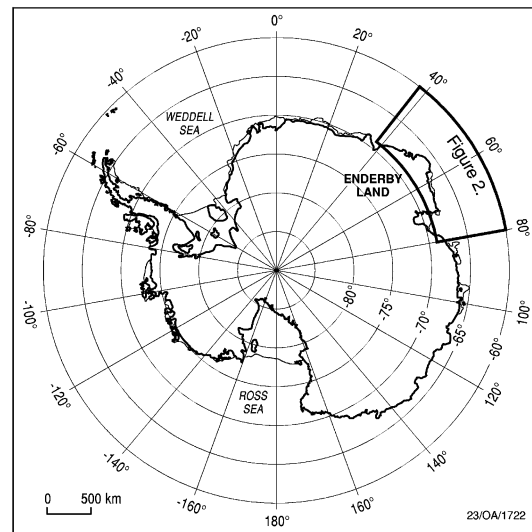 0°
20°
40°
60°
80°
100°
120°
140°
160°
180°
-160°
-140°
-120°
-100°
-80°
-60°
-40°
-20°
WEDDELL
SEA
ENDERBY
LAND
Figure 2.
-80°
-75°
-70°
-65°
-60°
ROSS
SEA
0 500 km
23/OA/1722